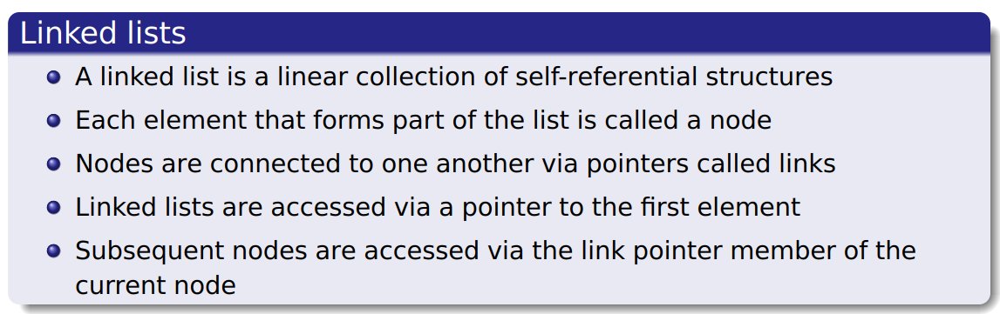 Linked lists
A linked list is a linear collection of self-referential structures
Each element that forms part of the list is called a node
Nodes are connected to one another via pointers called links
Linked lists are accessed via a pointer to the first element
Subsequent nodes are accessed via the link pointer member of the
current node